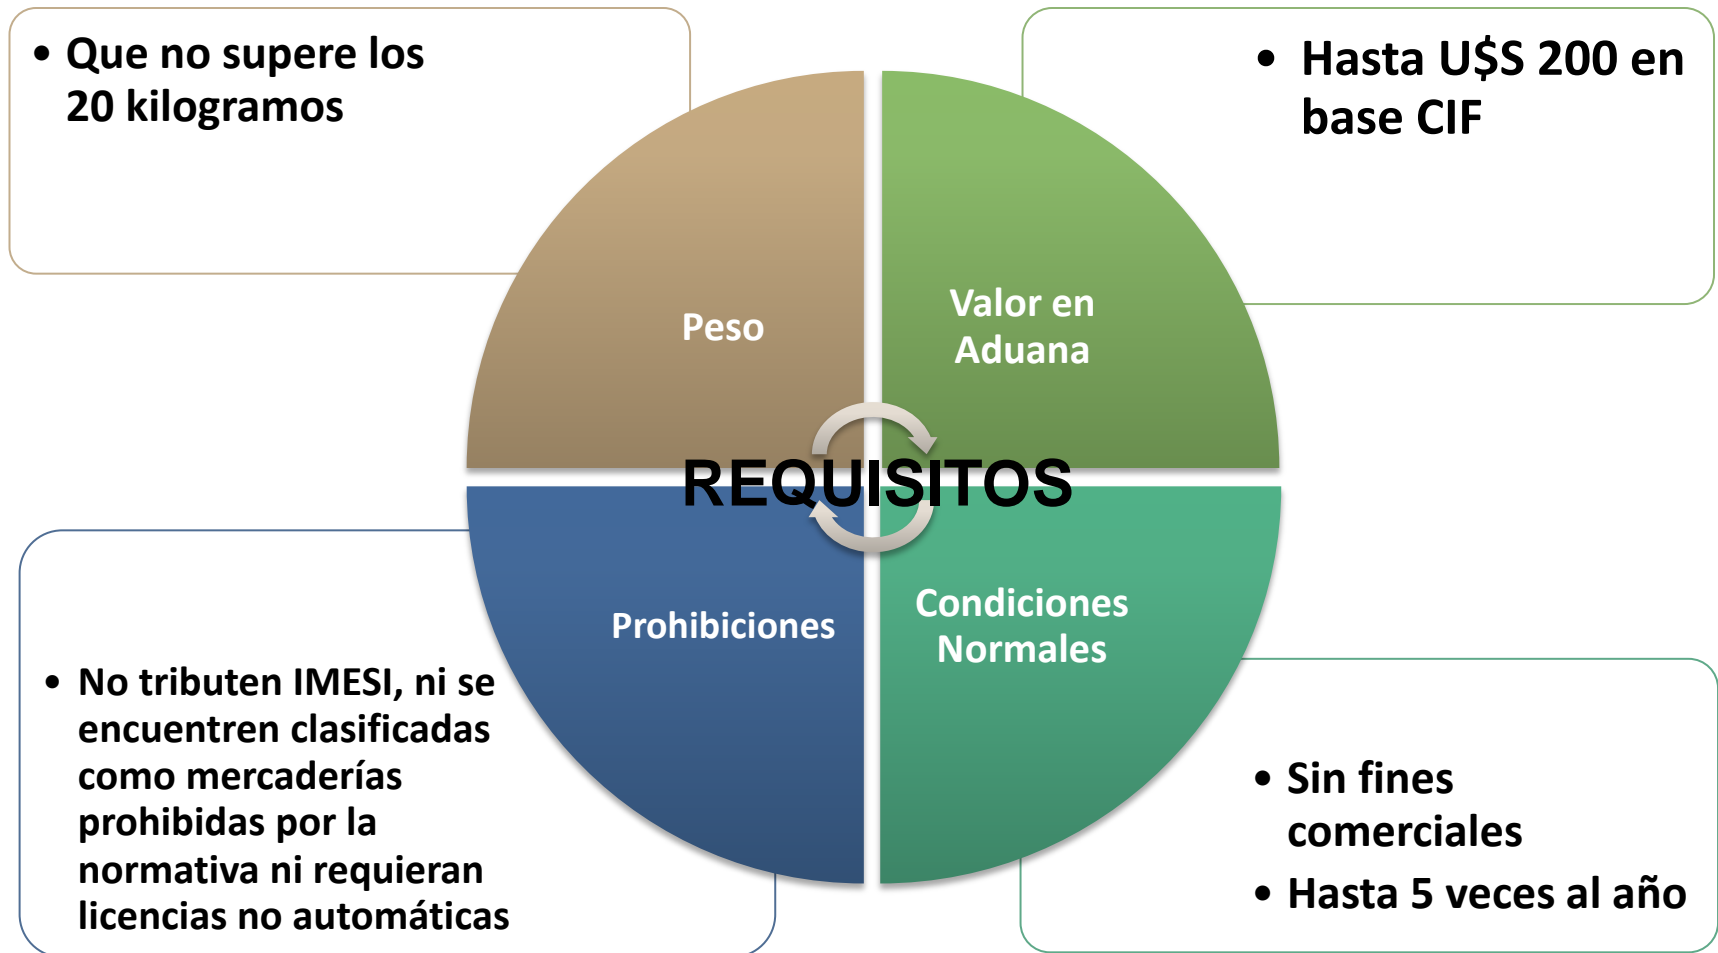 • Que no supere los
20 kilogramos
• Hasta U$S 200 en
base CIF
Peso
Valor en
Aduana
REQUISITOS
Prohibiciones
Condiciones
Normales
• No tributen IMESI, ni se
encuentren clasificadas
como mercaderías
prohibidas por la
normativa ni requieran
licencias no automáticas
• Sin fines
comerciales
• Hasta 5 veces al año